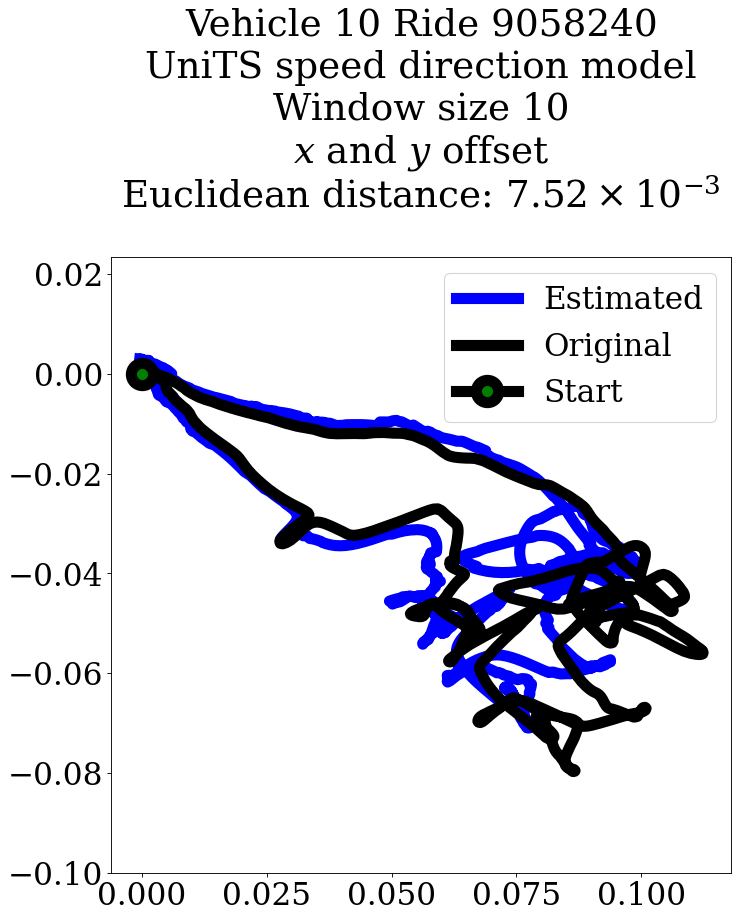 Vehicle 10 Ride 9058240
UniTS speed direction model
Window size 10
x and y offset
Euclidean distance: 7.52 × 10⁻³
Estimated
Original
Start
0.02
0.00
−0.02
−0.04
−0.06
−0.08
−0.10
0.000 0.025 0.050 0.075 0.100